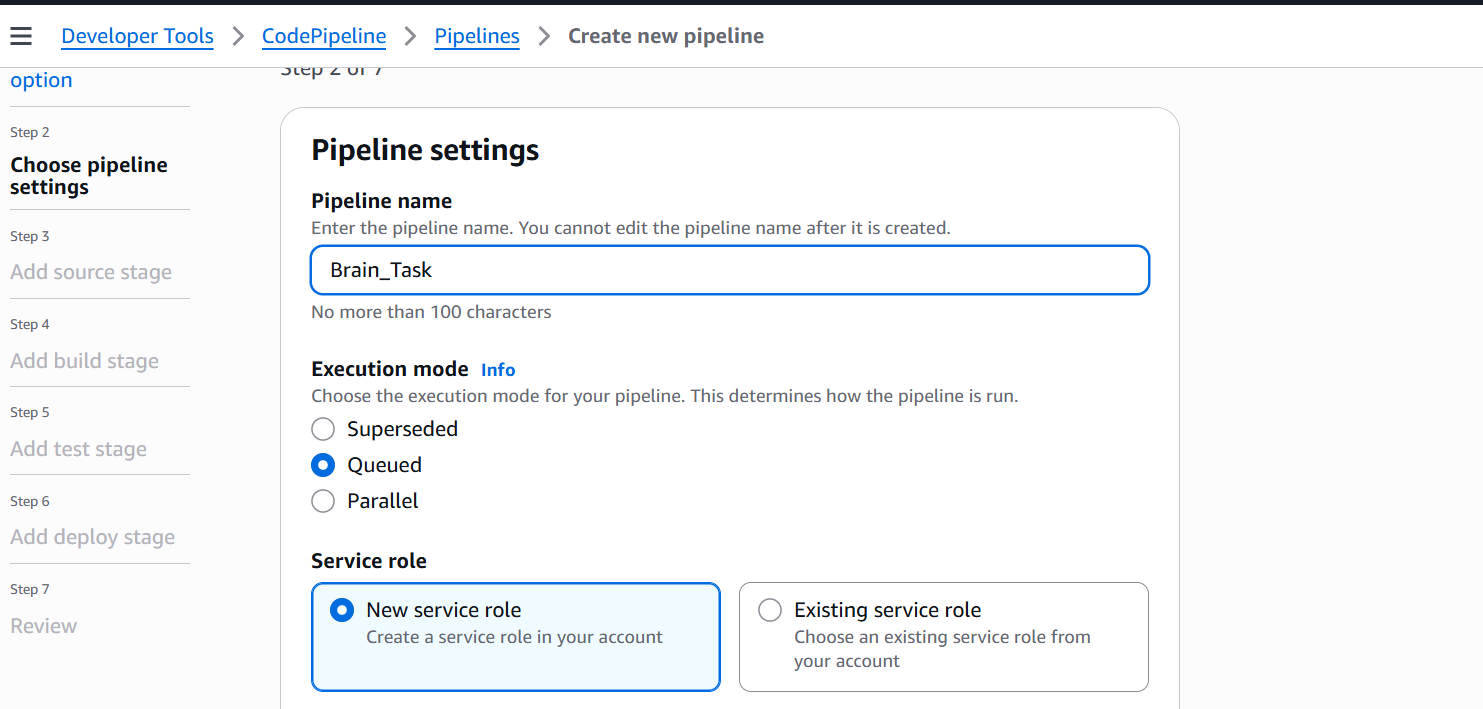 Developer Tools > CodePipeline > Pipelines > Create new pipeline
option
Step 2
Choose pipeline
settings
Step 3
Add source stage
Step 4
Add build stage
Step 5
Add test stage
Step 6
Add deploy stage
Step 7
Review
Step 2 of 7
Pipeline settings
Pipeline name
Enter the pipeline name. You cannot edit the pipeline name after it is created.
Brain_Task
No more than 100 characters
Execution mode Info
Choose the execution mode for your pipeline. This determines how the pipeline is run.
Superseded
Queued
Parallel
Service role
New service role
Create a service role in your account
Existing service role
Choose an existing service role from
your account